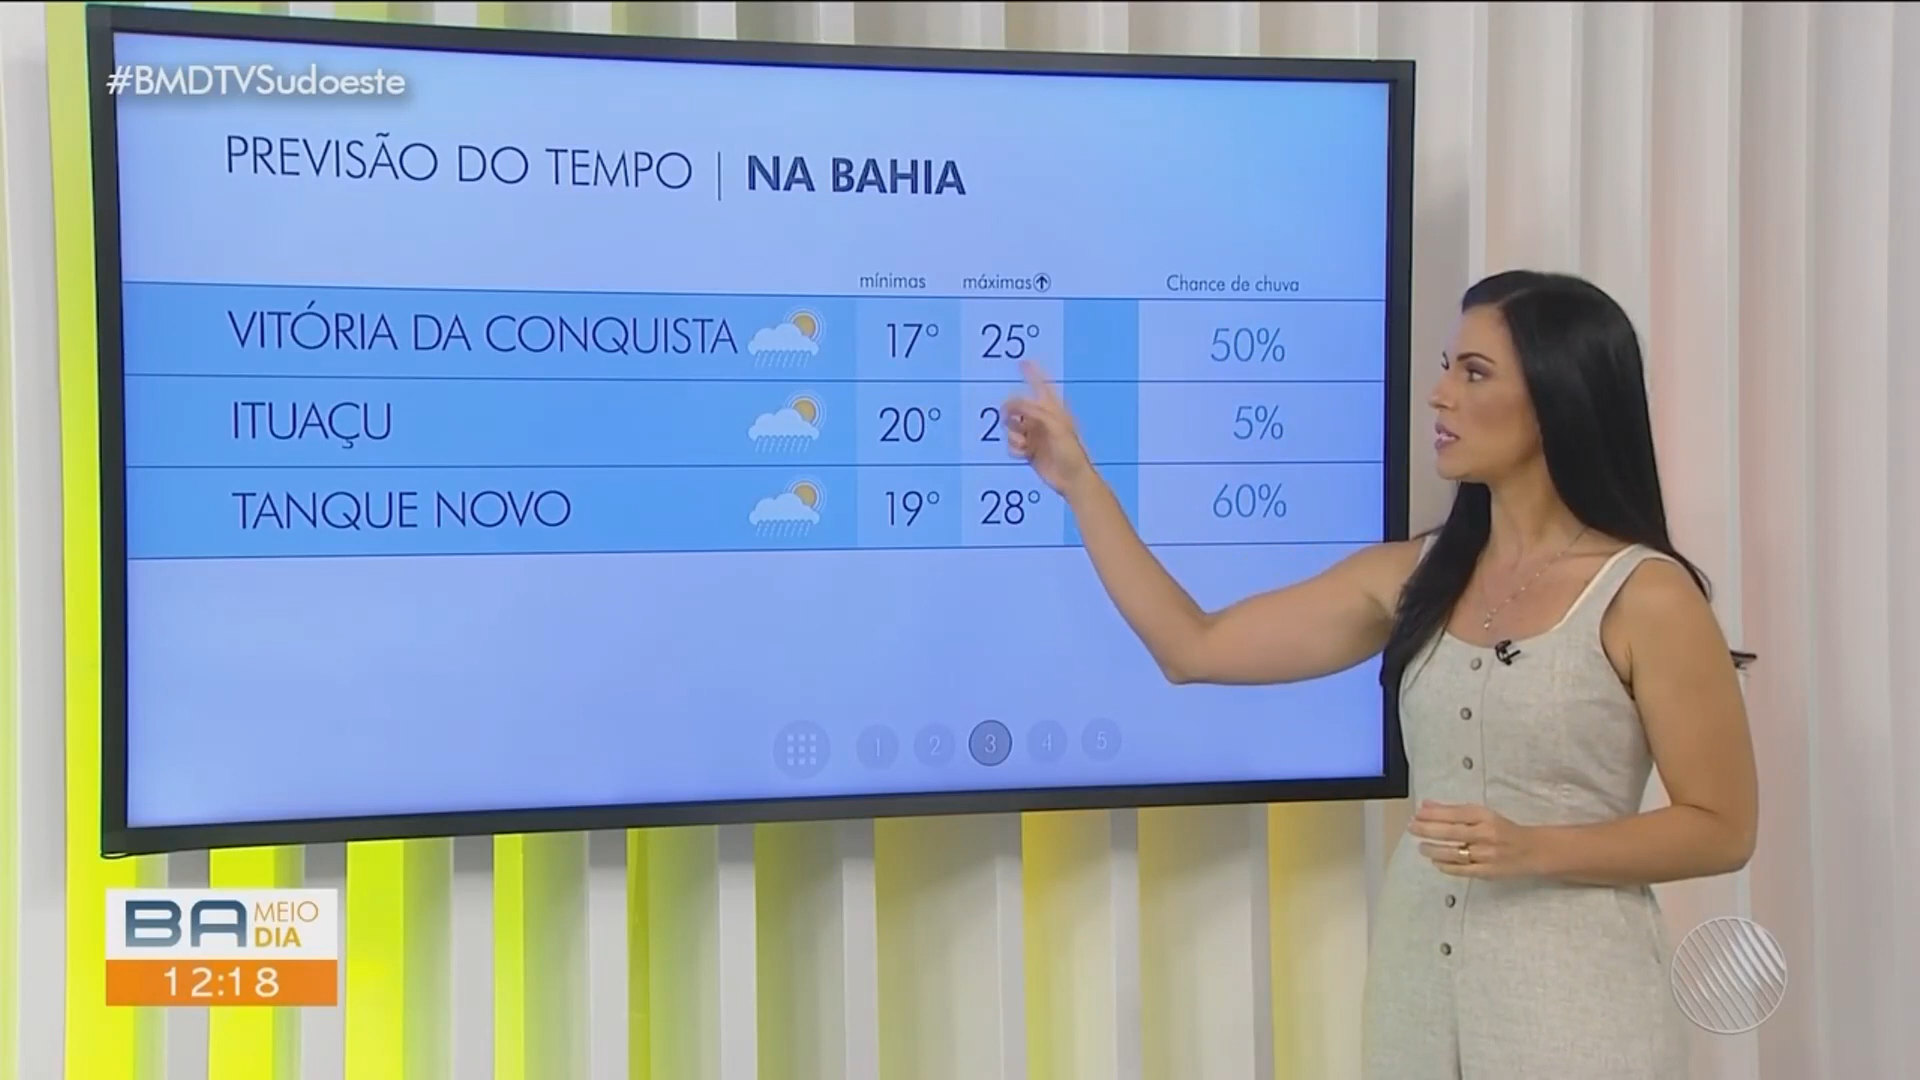 #BMDTVSudoeste
PREVISÃO DO TEMPO | NA BAHIA
mínimas máximas Chance de chuva
VITÓRIA DA CONQUISTA 17° 25° 50%
ITUAÇU 20° 5%
TANQUE NOVO 19° 28° 60%
1 2 3 4 5
BA MEIO DIA
12:18